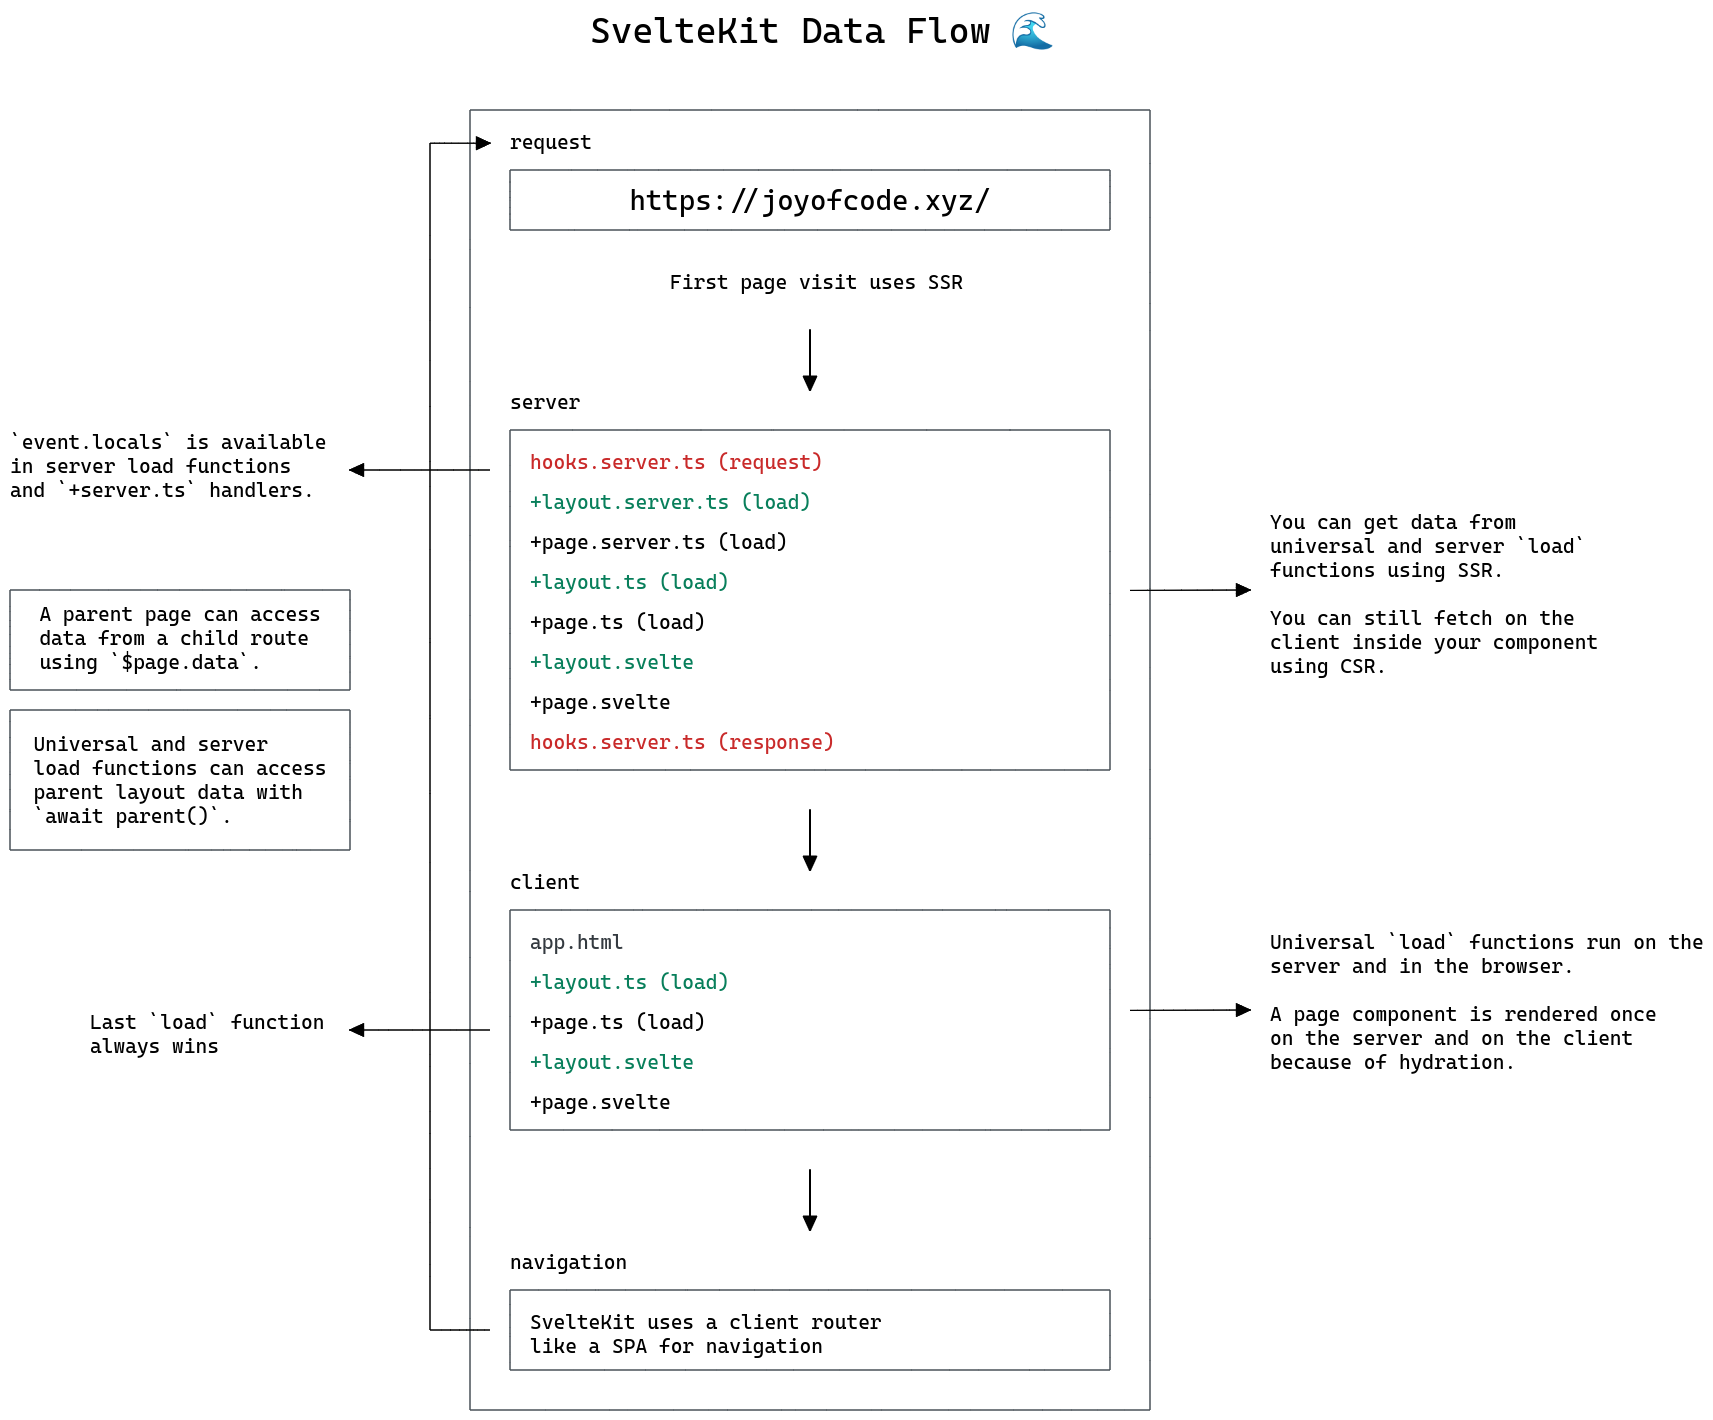 SvelteKit Data Flow 🌊
request
https://joyofcode.xyz/
First page visit uses SSR
server
hooks.server.ts (request)
+layout.server.ts (load)
+page.server.ts (load)
+layout.ts (load)
+page.ts (load)
+layout.svelte
+page.svelte
hooks.server.ts (response)
`event.locals` is available
in server load functions
and `+server.ts` handlers.
A parent page can access
data from a child route
using `$page.data`.
Universal and server
load functions can access
parent layout data with
`await parent()`.
You can get data from
universal and server `load`
functions using SSR.
You can still fetch on the
client inside your component
using CSR.
client
app.html
+layout.ts (load)
+page.ts (load)
+layout.svelte
+page.svelte
Last `load` function
always wins
Universal `load` functions run on the
server and in the browser.
A page component is rendered once
on the server and on the client
because of hydration.
navigation
SvelteKit uses a client router
like a SPA for navigation